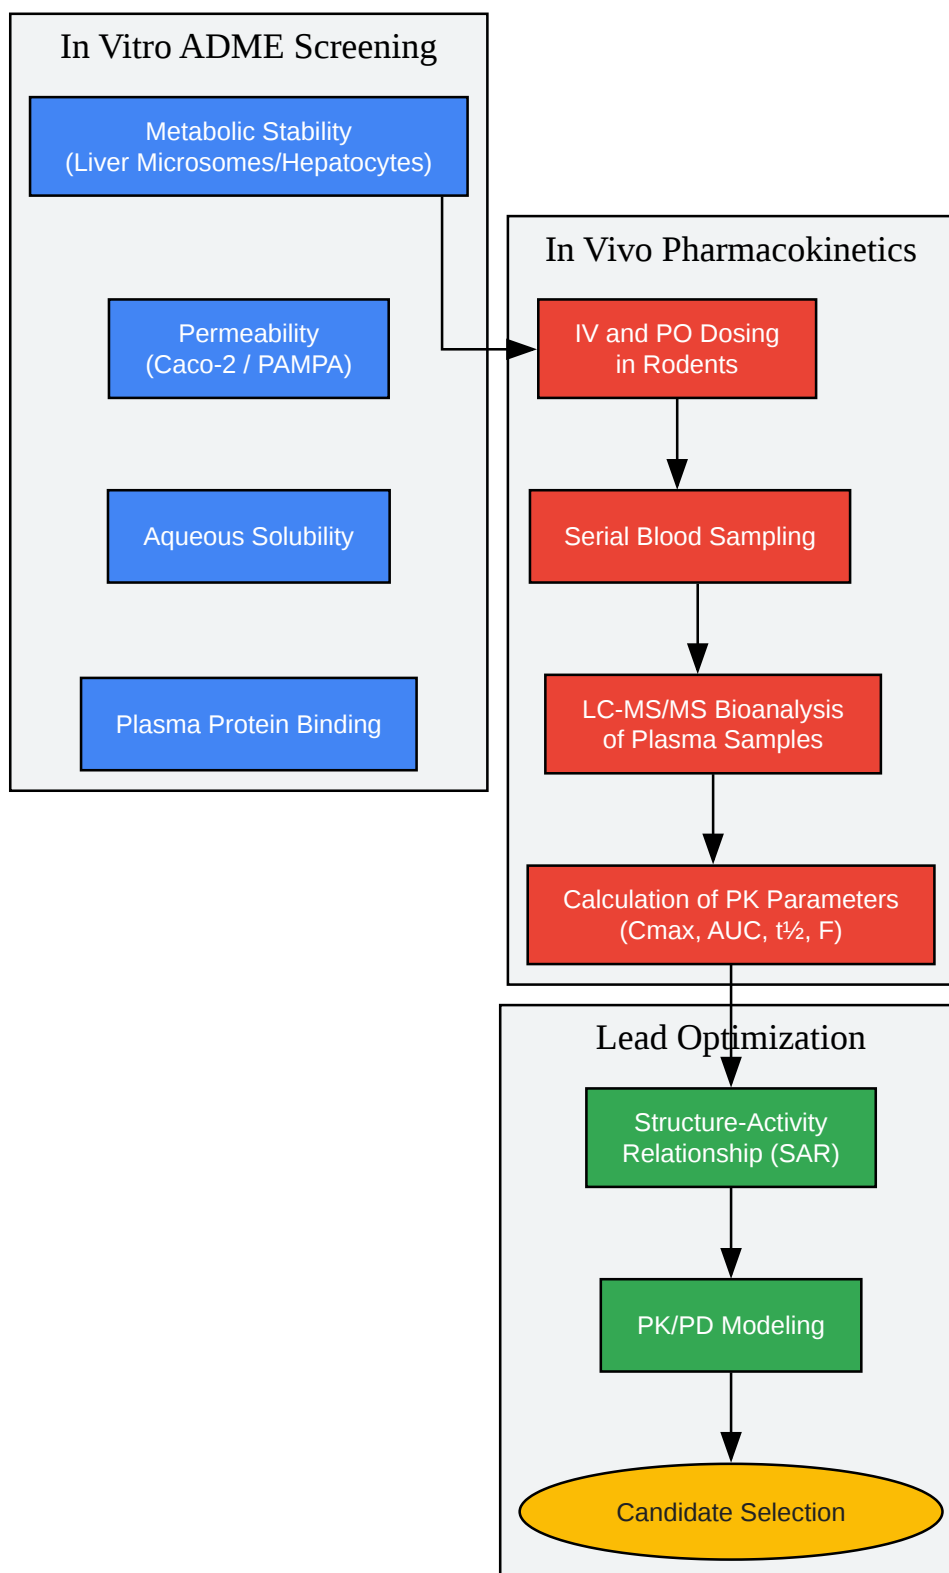 In Vitro ADME Screening
Metabolic Stability
(Liver Microsomes/Hepatocytes)
Permeability
(Caco-2 / PAMPA)
Aqueous Solubility
Plasma Protein Binding
In Vivo Pharmacokinetics
IV and PO Dosing
in Rodents
Serial Blood Sampling
LC-MS/MS Bioanalysis
of Plasma Samples
Calculation of PK Parameters
(Cmax, AUC, t½, F)
Lead Optimization
Structure-Activity
Relationship (SAR)
PK/PD Modeling
Candidate Selection